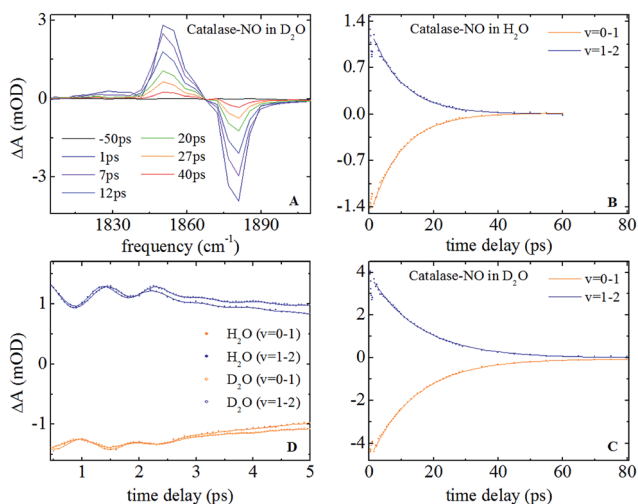 Catalase-NO in D2O
3
0
-3
ΔA (mOD)
-50ps
1ps
7ps
12ps
20ps
27ps
40ps
A
1830
1850
1870
1890
frequency (cm-1)
Catalase-NO in H2O
v=0-1
v=1-2
1.4
0.7
0.0
-0.7
-1.4
B
0
20
40
60
80
time delay (ps)
1
0
-1
ΔA (mOD)
H2O (v=0-1)
H2O (v=1-2)
D2O (v=0-1)
D2O (v=1-2)
D
1
2
3
4
5
time delay (ps)
Catalase-NO in D2O
v=0-1
v=1-2
4
2
0
-2
-4
C
0
20
40
60
80
time delay (ps)